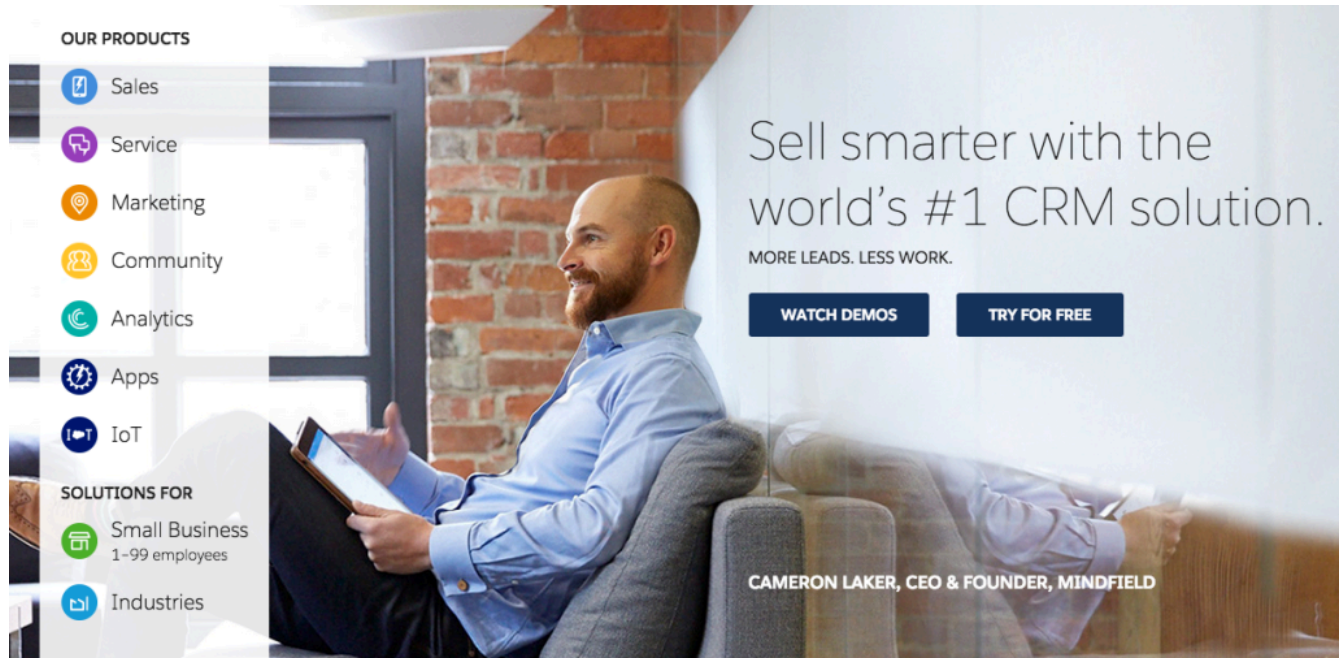 OUR PRODUCTS
Sales
Service
Marketing
Community
Analytics
Apps
IoT
IoT
SOLUTIONS FOR
Small Business
1–99 employees
Industries
Sell smarter with the
world's #1 CRM solution.
MORE LEADS. LESS WORK.
WATCH DEMOS
TRY FOR FREE
CAMERON LAKER, CEO & FOUNDER, MINDFIELD